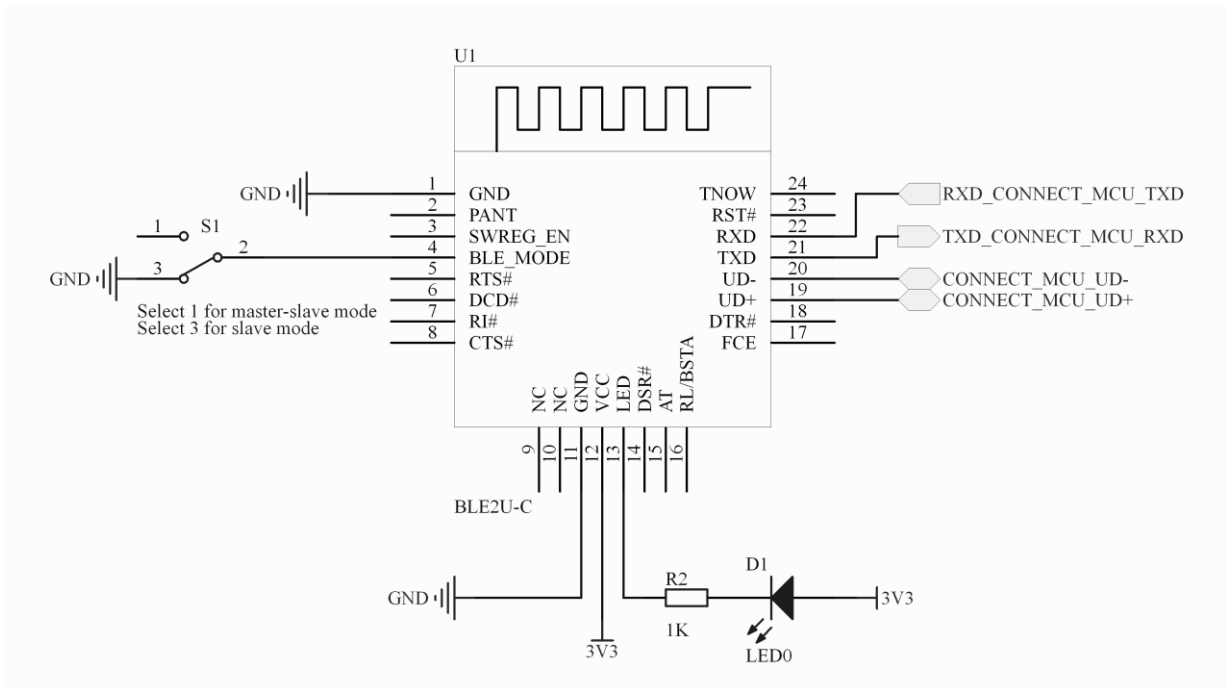 U1
1 GND
2 PANT
3 SWREG_EN
4 BLE_MODE
5 RTS#
6 DCD#
7 RI#
8 CTS#
TNOW 24
RST# 23
RXD 22
TXD 21
UD- 20
UD+ 19
DTR# 18
FCE 17
GND
RXD_CONNECT_MCU_TXD
TXD_CONNECT_MCU_RXD
CONNECT_MCU_UD-
CONNECT_MCU_UD+
1 S1
2
GND 3
Select 1 for master-slave mode
Select 3 for slave mode
NC 9
NC 10
GND 11
VCC 12
LED 13
DSR# 14
AT 15
RL/BSTA 16
BLE2U-C
GND
3V3
R2
1K
D1
LED0
3V3